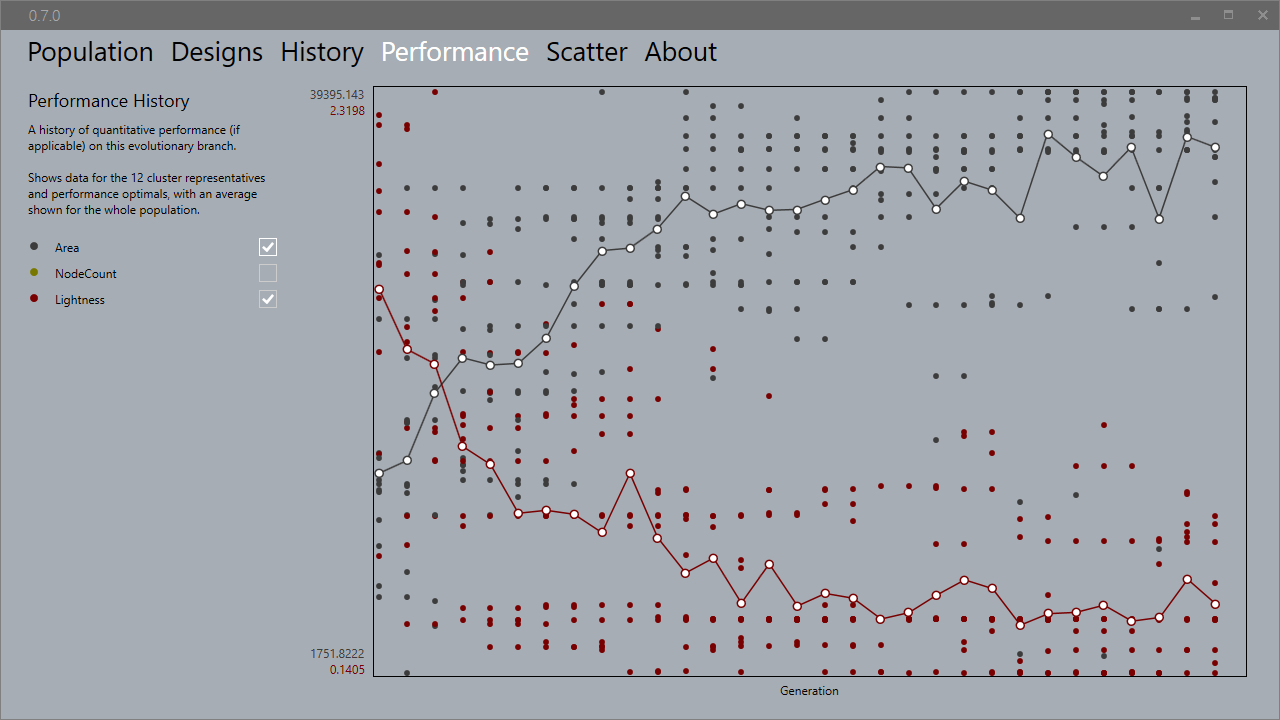 0.7.0
Population Designs History Performance Scatter About
Performance History
A history of quantitative performance (if
applicable) on this evolutionary branch.
Shows data for the 12 cluster representatives
and performance optimals, with an average
shown for the whole population.
Area
NodeCount
Lightness
39395.143
2.3198
1751.8222
0.1405
Generation